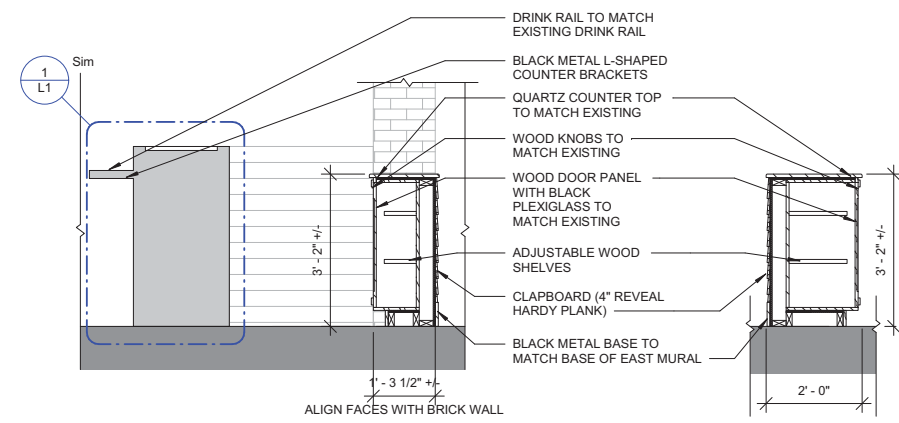 DRINK RAIL TO MATCH
EXISTING DRINK RAIL
Sim
1
L1
BLACK METAL L-SHAPED
COUNTER BRACKETS
QUARTZ COUNTER TOP
TO MATCH EXISTING
WOOD KNOBS TO
MATCH EXISTING
WOOD DOOR PANEL
WITH BLACK
PLEXIGLASS TO
MATCH EXISTING
3' - 2" +/-
3' - 2" +/-
ADJUSTABLE WOOD
SHELVES
CLAPBOARD (4" REVEAL
HARDY PLANK)
BLACK METAL BASE TO
MATCH BASE OF EAST MURAL
1' - 3 1/2" +/-
2' - 0"
ALIGN FACES WITH BRICK WALL